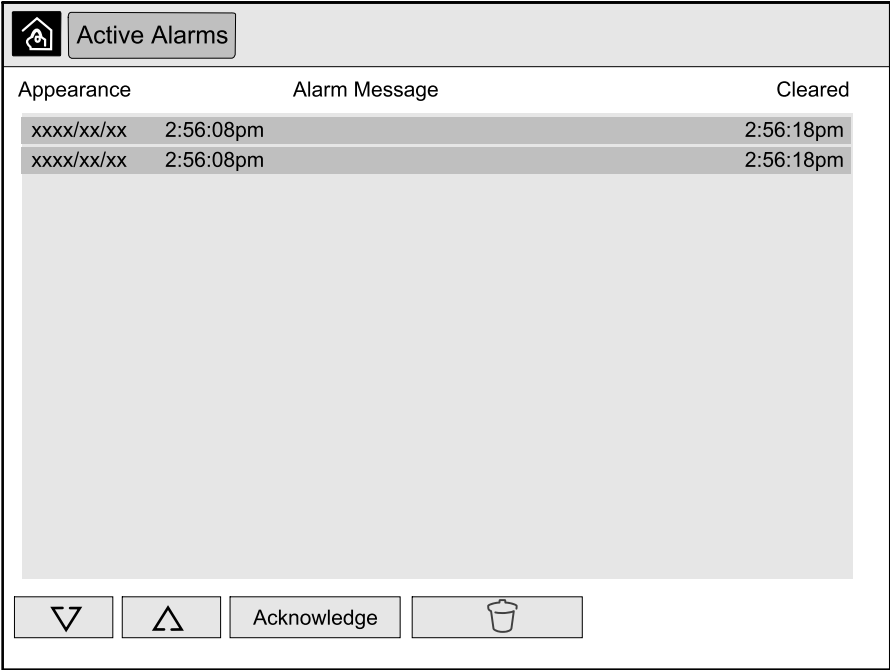 Active Alarms
Appearance Alarm Message Cleared
xxxx/xx/xx 2:56:08pm 2:56:18pm
xxxx/xx/xx 2:56:08pm 2:56:18pm
Acknowledge